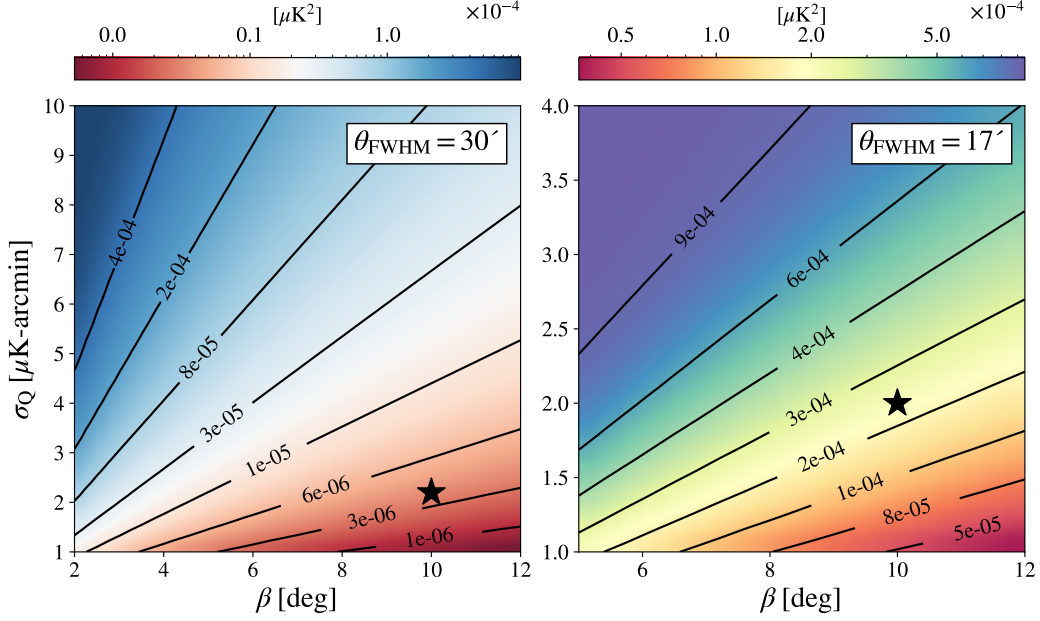 [μK²] ×10⁻⁴
0.0 0.1 1.0
[μK²] ×10⁻⁴
0.5 1.0 2.0 5.0
θFWHM = 30′
4e-04
2e-04
8e-05
3e-05
1e-05
6e-06
3e-06
1e-06
10
9
8
7
6
5
4
3
2
1
σQ [μK-arcmin]
2 4 6 8 10 12
β [deg]
θFWHM = 17′
9e-04
6e-04
4e-04
3e-04
2e-04
1e-04
8e-05
5e-05
4.0
3.5
3.0
2.5
2.0
1.5
1.0
6 8 10 12
β [deg]